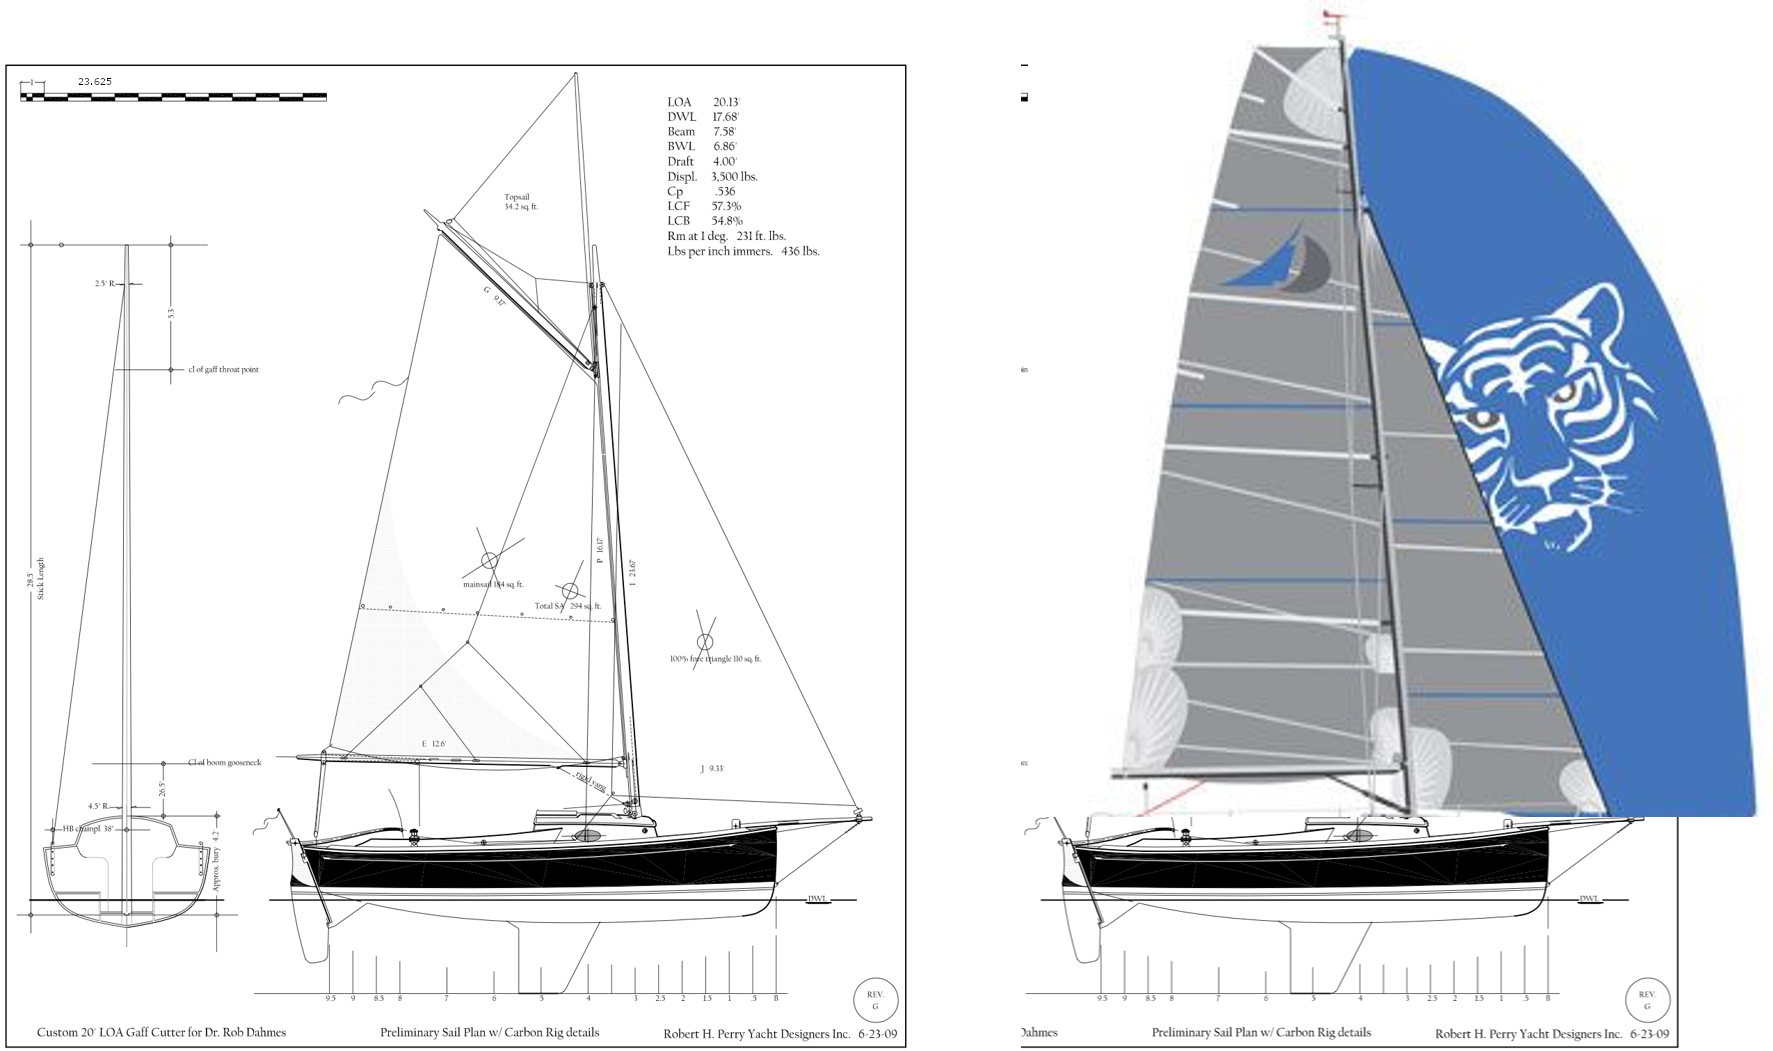 1
23.625
LOA 20.13'
DWL 17.68'
Beam 7.58'
BWL 6.86'
Draft 4.00'
Displ. 3,500 lbs.
Cp .536
LCF 57.3%
LCB 54.8%
Rm at 1 deg. 231 ft. lbs.
Lbs per inch immers. 436 lbs.
Topsail
34.2 sq. ft.
G 9.17'
2.5' R
5.3'
cl of gaff throat point
28.5'
Stick Length
P 16.17'
I 23.67'
mainsail 184 sq. ft.
Total SA 294 sq. ft.
100% fore triangle 110 sq. ft.
E 12.6'
J 9.33'
rigid vang
Cl of boom gooseneck
26.5'
4.5' R
HB chainpl. 38'
Approx. bury 4.2'
DWL
9.5 9 8.5 8 7 6 5 4 3 2.5 2 1.5 1 .5 B
REV.
G
Custom 20' LOA Gaff Cutter for Dr. Rob Dahmes
Preliminary Sail Plan w/ Carbon Rig details
Robert H. Perry Yacht Designers Inc. 6-23-09
DWL
9.5 9 8.5 8 7 6 5 4 3 2.5 2 1.5 1 .5 B
REV.
G
Dahmes
Preliminary Sail Plan w/ Carbon Rig details
Robert H. Perry Yacht Designers Inc. 6-23-09